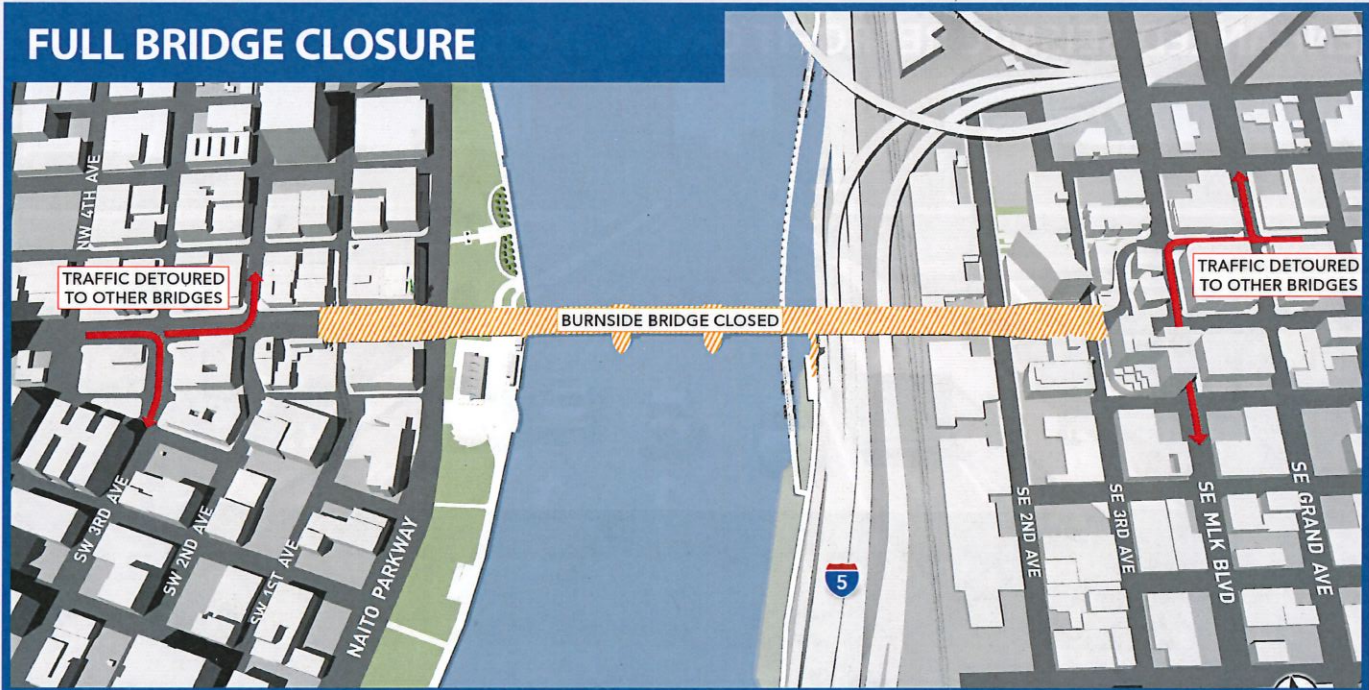 FULL BRIDGE CLOSURE
NW 4TH AVE
TRAFFIC DETOURED
TO OTHER BRIDGES
TRAFFIC DETOURED
TO OTHER BRIDGES
BURNSIDE BRIDGE CLOSED
SW 3RD AVE
SW 2ND AVE
SW 1ST AVE
NAITO PARKWAY
5
SE 2ND AVE
SE 3RD AVE
SE MLK BLVD
SE GRAND AVE